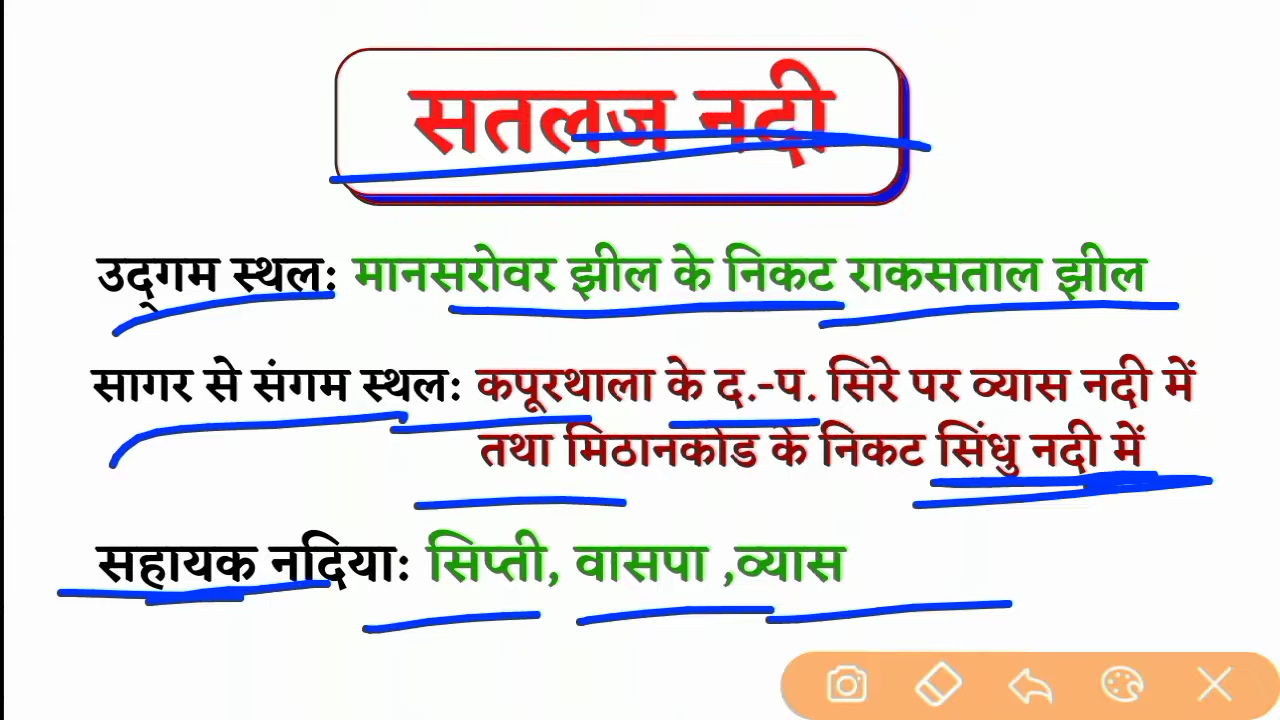 सतलज नदी
उद्गम स्थल: मानसरोवर झील के निकट राकसताल झील
सागर से संगम स्थल: कपूरथाला के द.-प. सिरे पर व्यास नदी में
तथा मिठानकोड के निकट सिंधु नदी में
सहायक नदिया: सिप्ती, वासपा ,व्यास